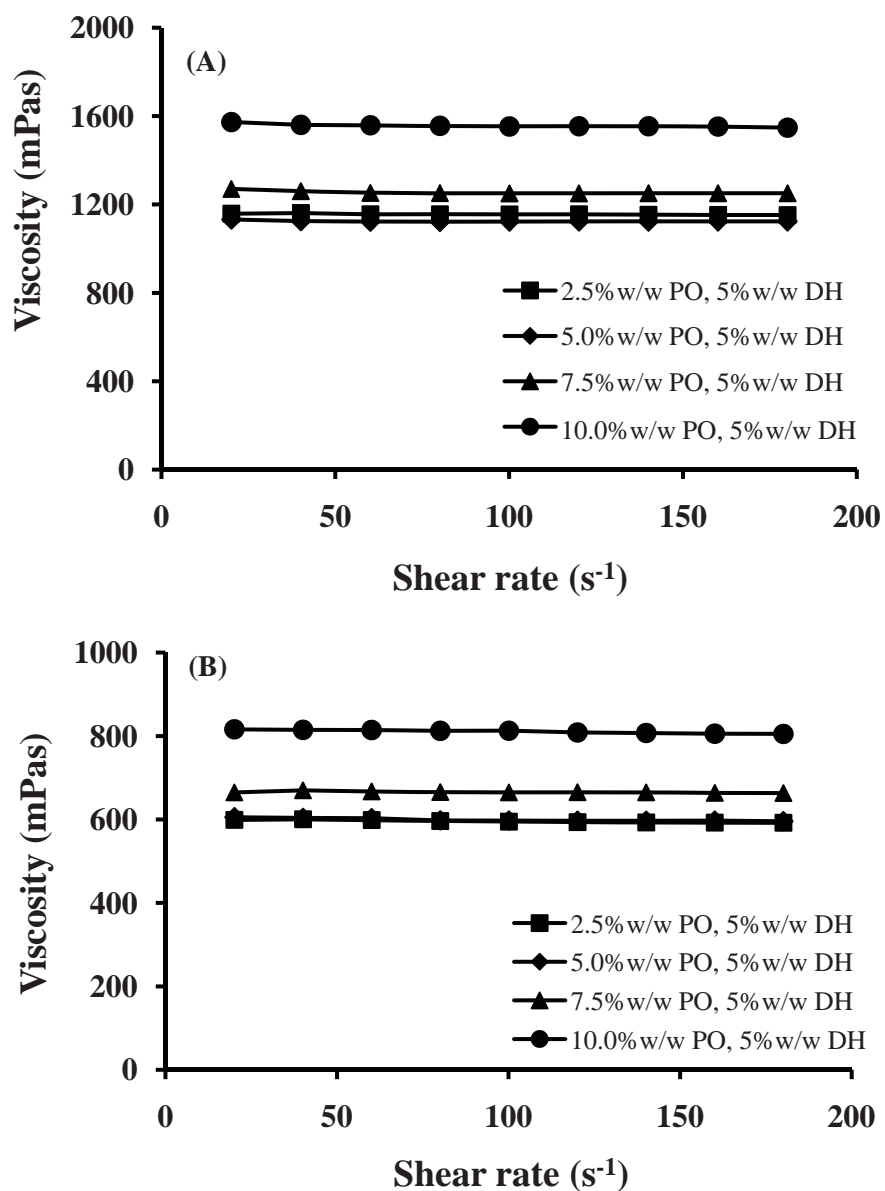 (A)
2000
1600
1200
800
400
0
Viscosity (mPas)
2.5%w/w PO, 5%w/w DH
5.0%w/w PO, 5%w/w DH
7.5%w/w PO, 5%w/w DH
10.0%w/w PO, 5%w/w DH
0 50 100 150 200
Shear rate (s⁻¹)
(B)
1000
800
600
400
200
0
Viscosity (mPas)
2.5%w/w PO, 5%w/w DH
5.0%w/w PO, 5%w/w DH
7.5%w/w PO, 5%w/w DH
10.0%w/w PO, 5%w/w DH
0 50 100 150 200
Shear rate (s⁻¹)